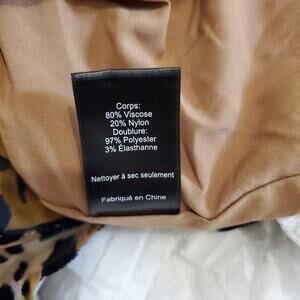 Corps:
80% Viscose
20% Nylon
Doublure:
97% Polyester
3% Élasthanne
Nettoyer à sec seulement
Fabriqué en Chine